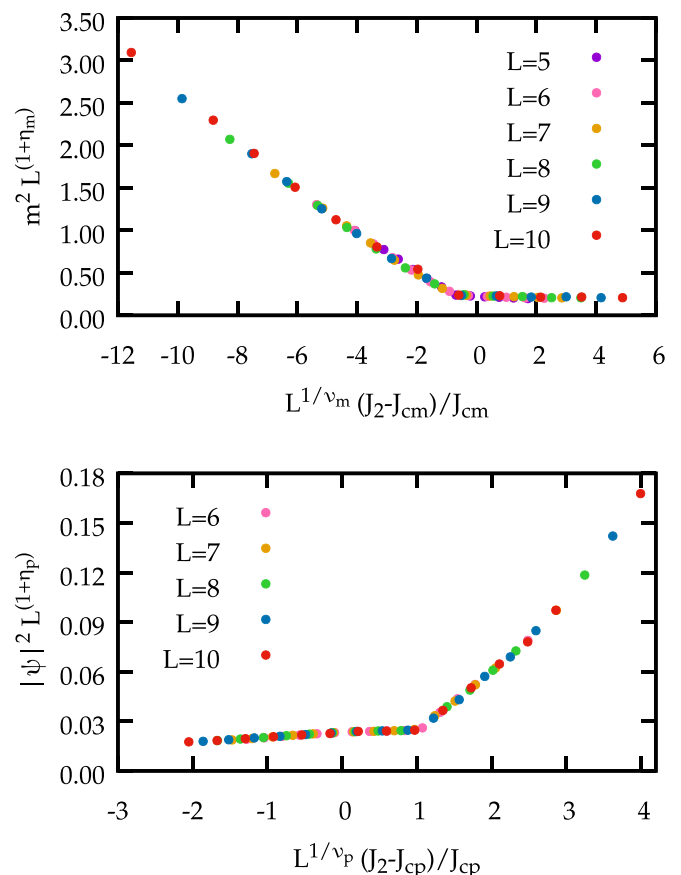 3.50
3.00
2.50
2.00
1.50
1.00
0.50
0.00
m² L^(1+η_m)
L=5
L=6
L=7
L=8
L=9
L=10
-12 -10 -8 -6 -4 -2 0 2 4 6
L^1/ν_m (J₂-J_cm)/J_cm
0.18
0.15
0.12
0.09
0.06
0.03
0.00
|ψ|² L^(1+η_p)
L=6
L=7
L=8
L=9
L=10
-3 -2 -1 0 1 2 3 4
L^1/ν_p (J₂-J_cp)/J_cp